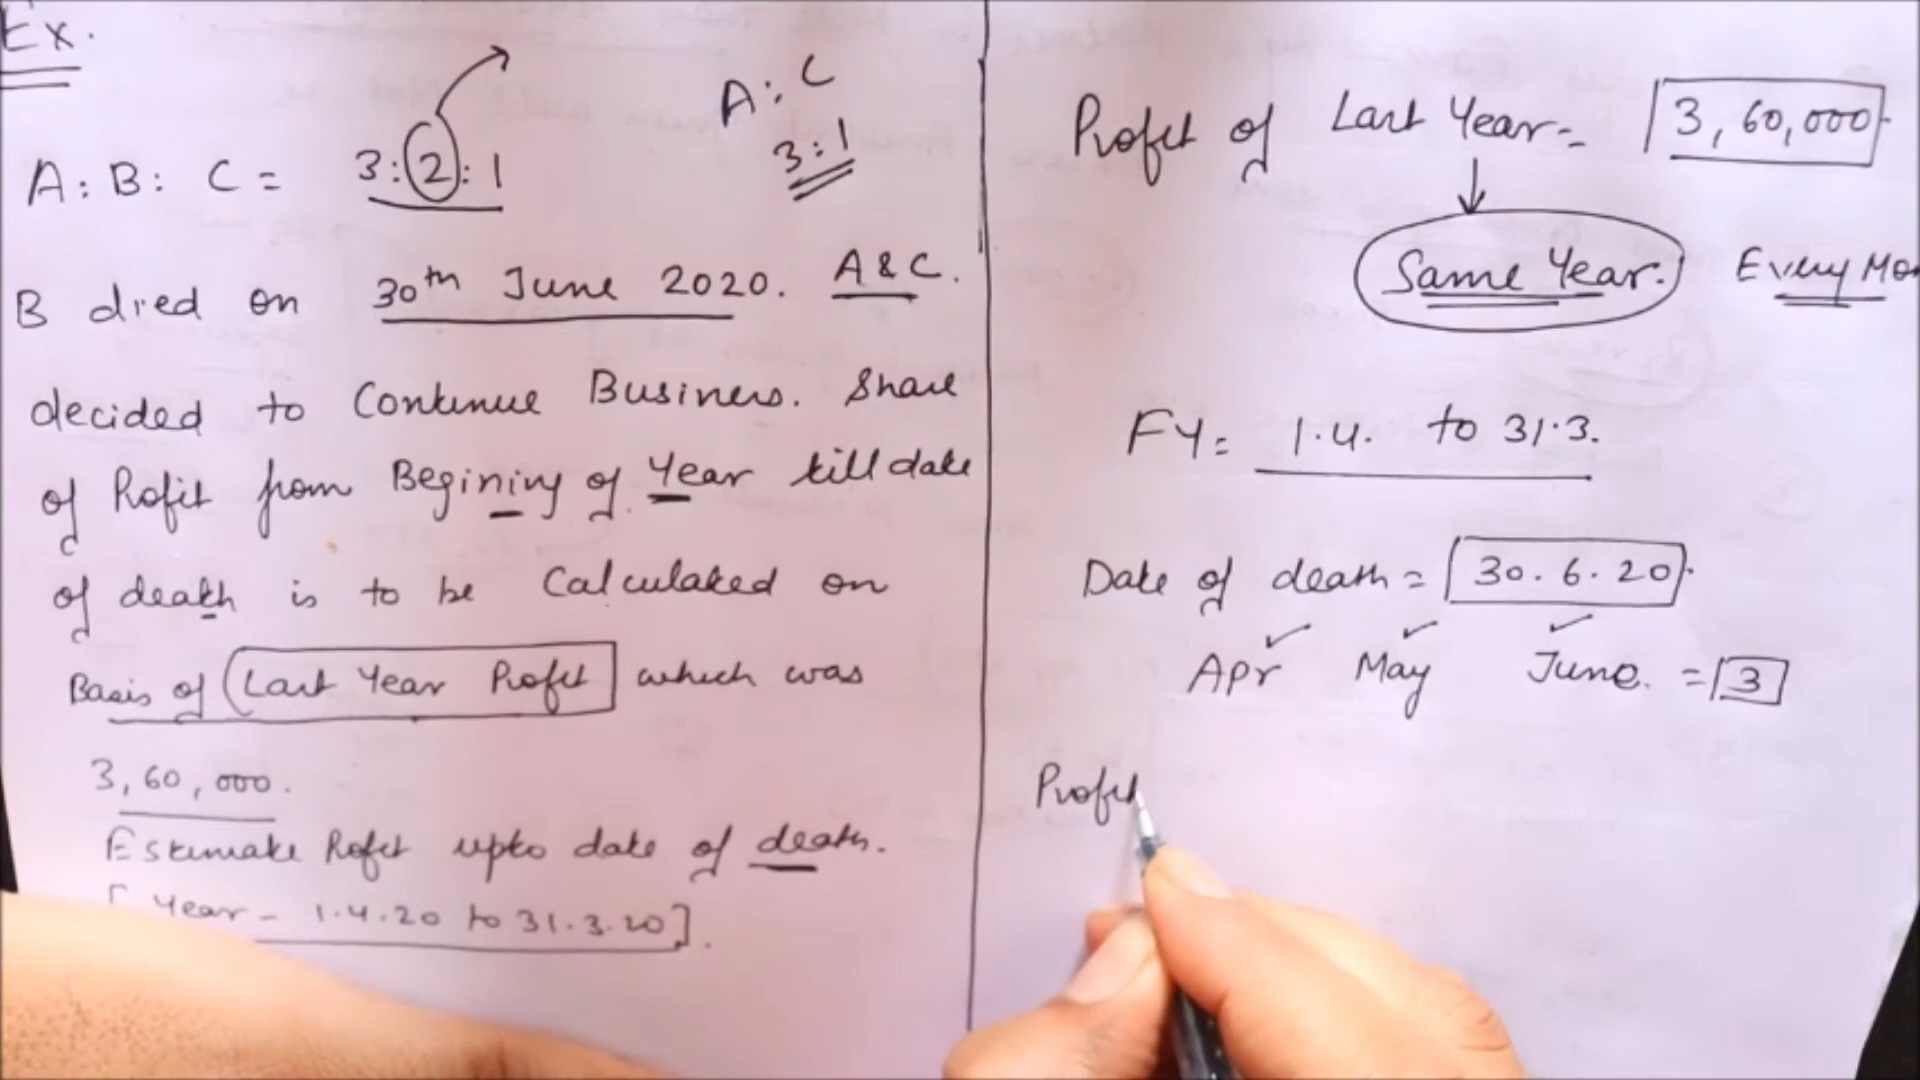 Ex.
A : B : C = 3 : 2 : 1
A : C
3 : 1
B died on 30th June 2020. A & C.
decided to Continue Business. Share
of Profit from Begining of Year till date
of death is to be Calculated on
Basis of Last Year Profit which was
3,60,000.
Estimate Profit upto date of death.
[ Year - 1.4.20 to 31.3.20].
Profit of Last Year = 3,60,000/-
Same Year. Every Mo
FY = 1.4. to 31.3.
Date of death = 30.6.20.
Apr May June. = 3
Profit